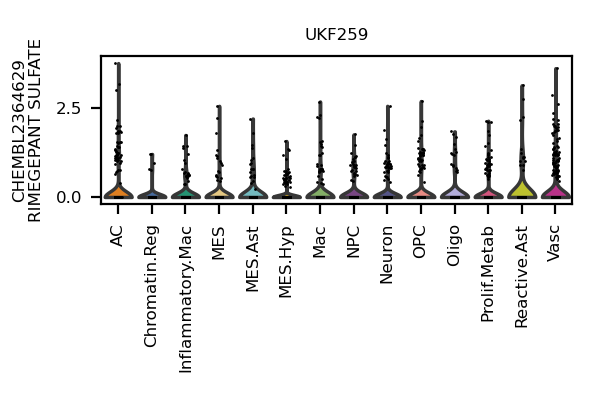 UKF259
CHEMBL2364629
RIMEGEPANT SULFATE
2.5
0.0
AC
Chromatin.Reg
Inflammatory.Mac
MES
MES.Ast
MES.Hyp
Mac
NPC
Neuron
OPC
Oligo
Prolif.Metab
Reactive.Ast
Vasc